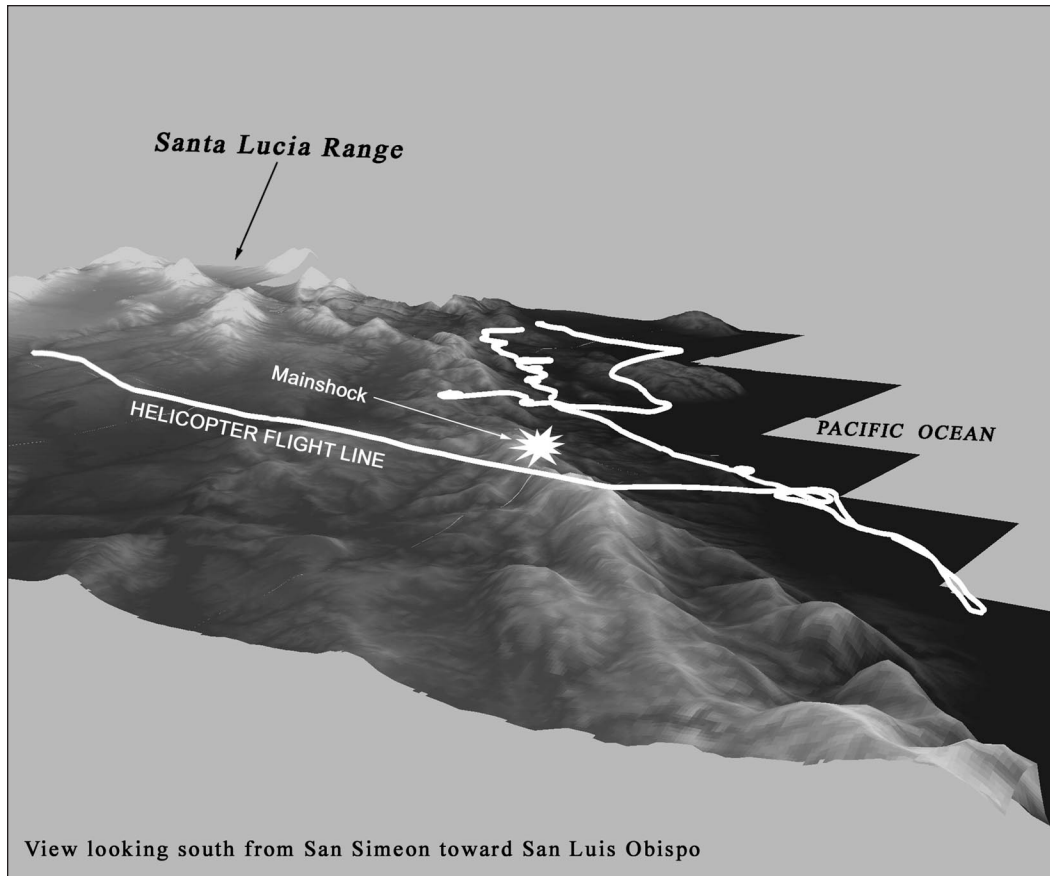 Santa Lucia Range
Mainshock
HELICOPTER FLIGHT LINE
PACIFIC OCEAN
View looking south from San Simeon toward San Luis Obispo